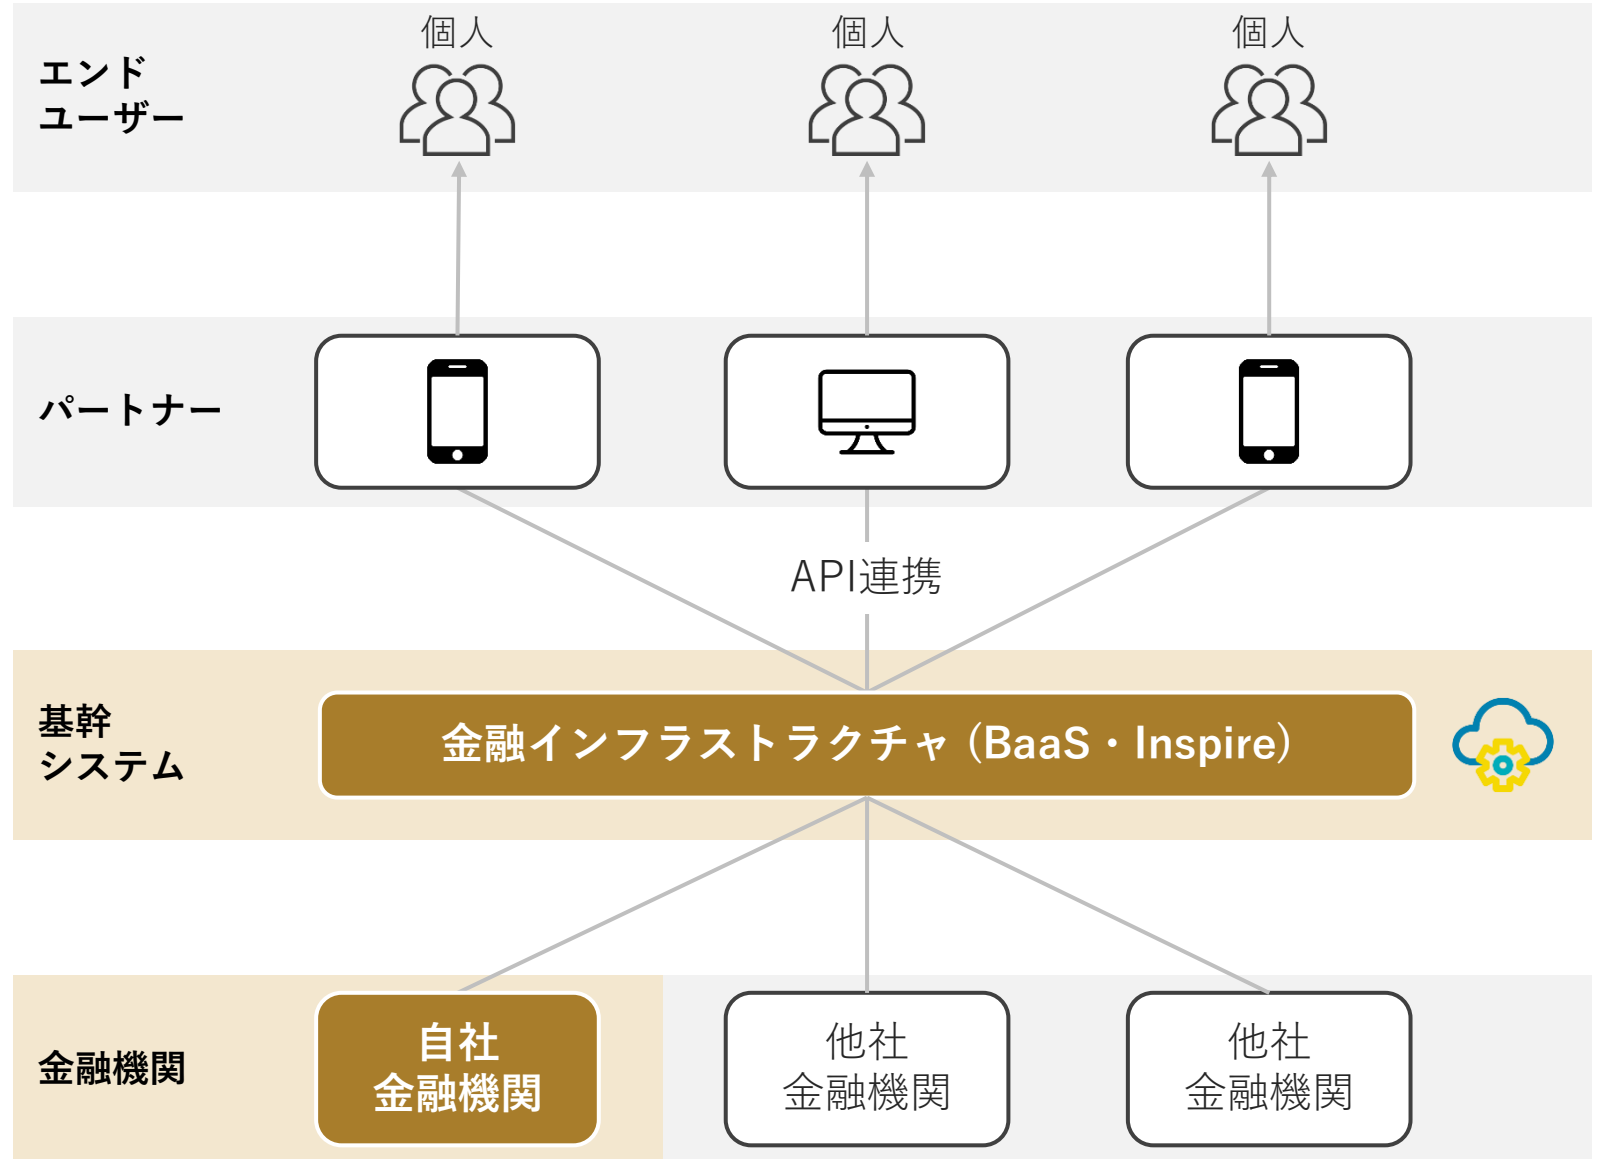 エンド
ユーザー
個人
個人
個人
パートナー
API連携
基幹
システム
金融インフラストラクチャ (BaaS・Inspire)
金融機関
自社
金融機関
他社
金融機関
他社
金融機関